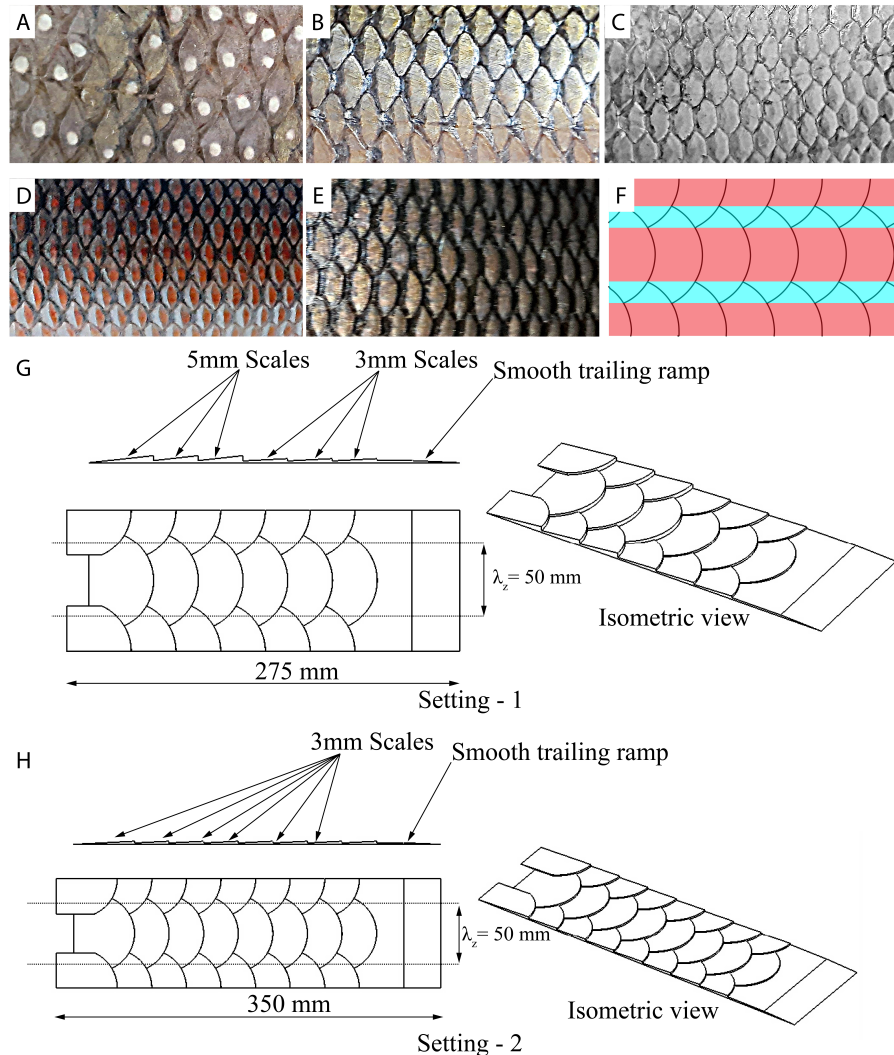 A
B
C
D
E
F
G
5mm Scales
3mm Scales
Smooth trailing ramp
λz= 50 mm
Isometric view
275 mm
Setting - 1
H
3mm Scales
Smooth trailing ramp
λz= 50 mm
Isometric view
350 mm
Setting - 2